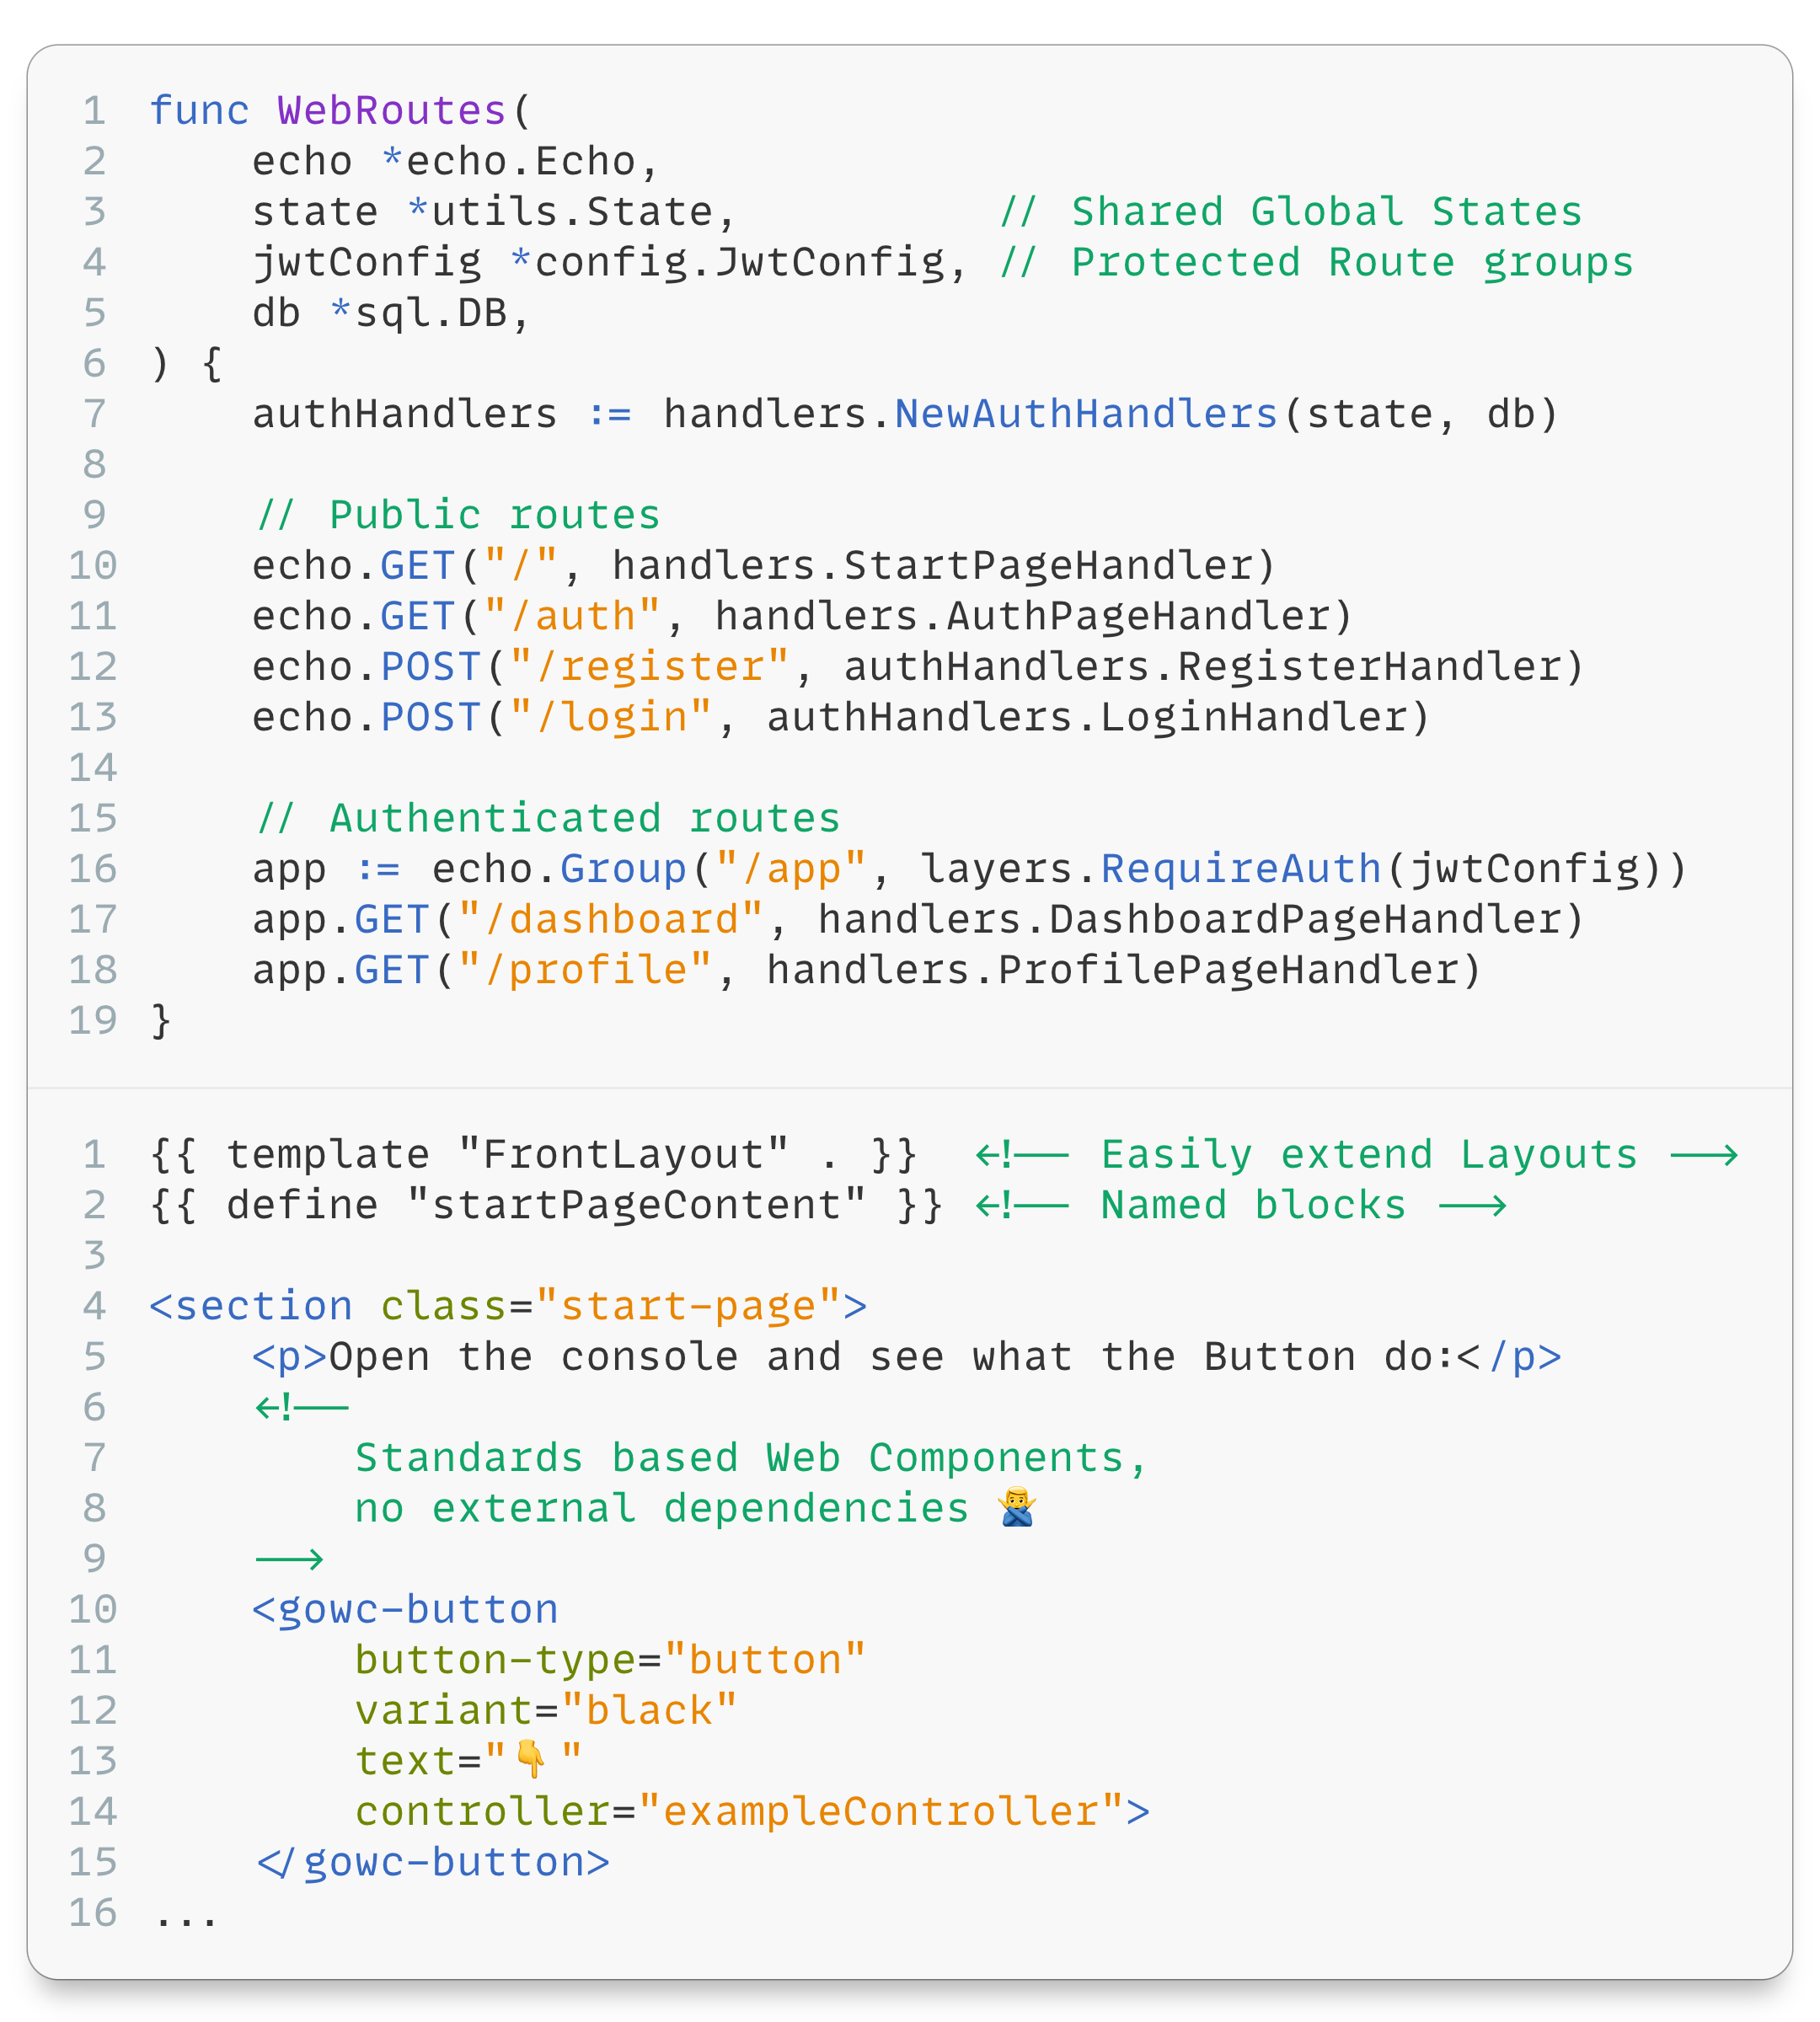 1 func WebRoutes(
2     echo *echo.Echo,
3     state *utils.State,          // Shared Global States
4     jwtConfig *config.JwtConfig, // Protected Route groups
5     db *sql.DB,
6 ) {
7     authHandlers := handlers.NewAuthHandlers(state, db)
8
9     // Public routes
10     echo.GET("/", handlers.StartPageHandler)
11     echo.GET("/auth", handlers.AuthPageHandler)
12     echo.POST("/register", authHandlers.RegisterHandler)
13     echo.POST("/login", authHandlers.LoginHandler)
14
15     // Authenticated routes
16     app := echo.Group("/app", layers.RequireAuth(jwtConfig))
17     app.GET("/dashboard", handlers.DashboardPageHandler)
18     app.GET("/profile", handlers.ProfilePageHandler)
19 }
1 {{ template "FrontLayout" . }}  <!-- Easily extend Layouts -->
2 {{ define "startPageContent" }} <!-- Named blocks -->
3
4 <section class="start-page">
5     <p>Open the console and see what the Button do:</p>
6     <!--
7         Standards based Web Components,
8         no external dependencies 🙅‍♂️
9     -->
10     <gowc-button
11         button-type="button"
12         variant="black"
13         text="👇"
14         controller="exampleController">
15     </gowc-button>
16 ...